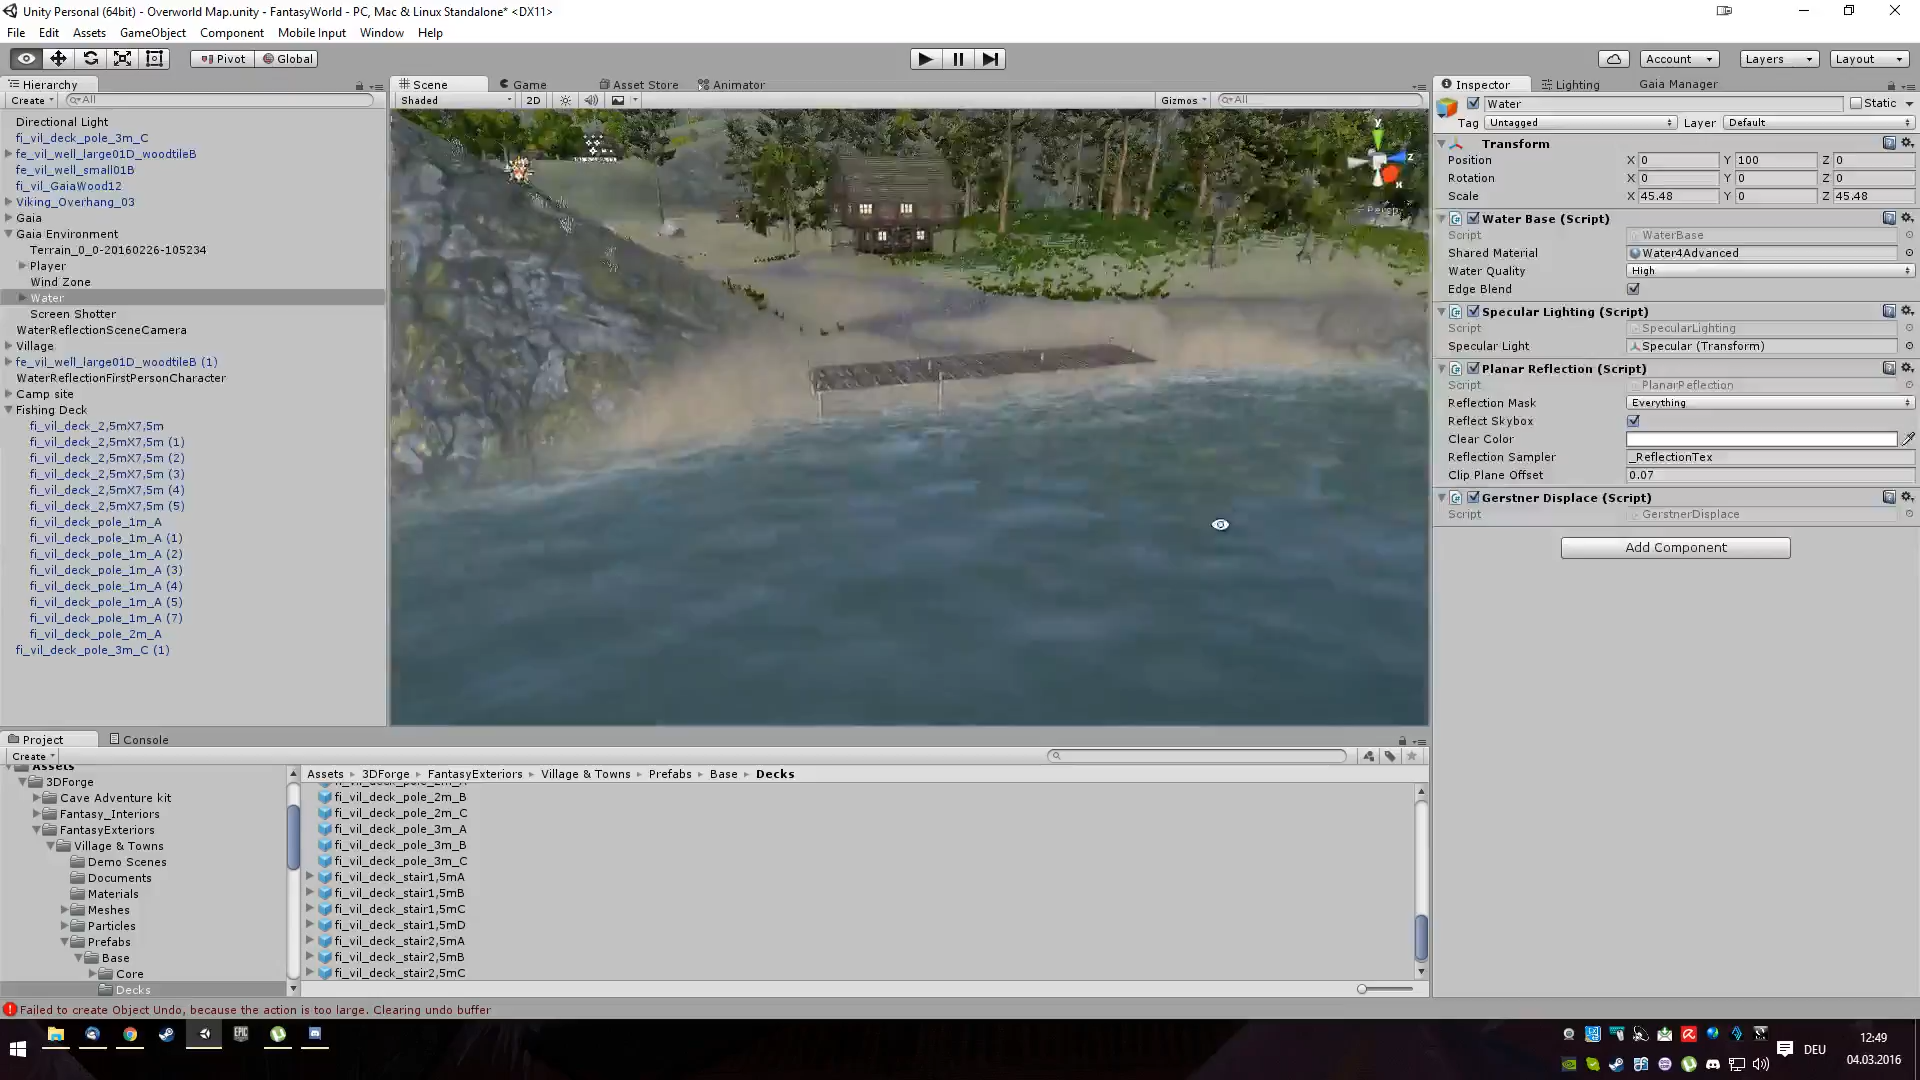 Unity Personal (64bit) - Overworld Map.unity - FantasyWorld - PC, Mac & Linux Standalone* <DX11>
File Edit Assets GameObject Component Mobile Input Window Help
Pivot Global Account Layers Layout
Hierarchy
Create All
Directional Light
fi_vil_deck_pole_3m_C
fe_vil_well_large01D_woodtileB
fe_vil_well_small01B
fi_vil_GaiaWood12
Viking_Overhang_03
Gaia
Gaia Environment
Terrain_0_0-20160226-105234
Player
Wind Zone
Water
Screen Shotter
WaterReflectionSceneCamera
Village
fe_vil_well_large01D_woodtileB (1)
WaterReflectionFirstPersonCharacter
Camp site
Fishing Deck
fi_vil_deck_2,5mX7,5m
fi_vil_deck_2,5mX7,5m (1)
fi_vil_deck_2,5mX7,5m (2)
fi_vil_deck_2,5mX7,5m (3)
fi_vil_deck_2,5mX7,5m (4)
fi_vil_deck_2,5mX7,5m (5)
fi_vil_deck_pole_1m_A
fi_vil_deck_pole_1m_A (1)
fi_vil_deck_pole_1m_A (2)
fi_vil_deck_pole_1m_A (3)
fi_vil_deck_pole_1m_A (4)
fi_vil_deck_pole_1m_A (5)
fi_vil_deck_pole_1m_A (7)
fi_vil_deck_pole_2m_A
fi_vil_deck_pole_3m_C (1)
Scene Game Asset Store Animator
Shaded 2D Gizmos All
y
z
x
Persp
Inspector Lighting Gaia Manager
Water Static
Tag Untagged Layer Default
Transform
Position X 0 Y 100 Z 0
Rotation X 0 Y 0 Z 0
Scale X 45.48 Y 0 Z 45.48
Water Base (Script)
Script WaterBase
Shared Material Water4Advanced
Water Quality High
Edge Blend
Specular Lighting (Script)
Script SpecularLighting
Specular Light Specular (Transform)
Planar Reflection (Script)
Script PlanarReflection
Reflection Mask Everything
Reflect Skybox
Clear Color
Reflection Sampler _ReflectionTex
Clip Plane Offset 0.07
Gerstner Displace (Script)
Script GerstnerDisplace
Add Component
Project Console
Create
Assets
3DForge
Cave Adventure kit
Fantasy_Interiors
FantasyExteriors
Village & Towns
Demo Scenes
Documents
Materials
Meshes
Particles
Prefabs
Base
Core
Decks
Assets 3DForge FantasyExteriors Village & Towns Prefabs Base Decks
fi_vil_deck_pole_2m_B
fi_vil_deck_pole_2m_C
fi_vil_deck_pole_3m_A
fi_vil_deck_pole_3m_B
fi_vil_deck_pole_3m_C
fi_vil_deck_stair1,5mA
fi_vil_deck_stair1,5mB
fi_vil_deck_stair1,5mC
fi_vil_deck_stair1,5mD
fi_vil_deck_stair2,5mA
fi_vil_deck_stair2,5mB
fi_vil_deck_stair2,5mC
Failed to create Object Undo, because the action is too large. Clearing undo buffer
EPIC
DEU
12:49
04.03.2016